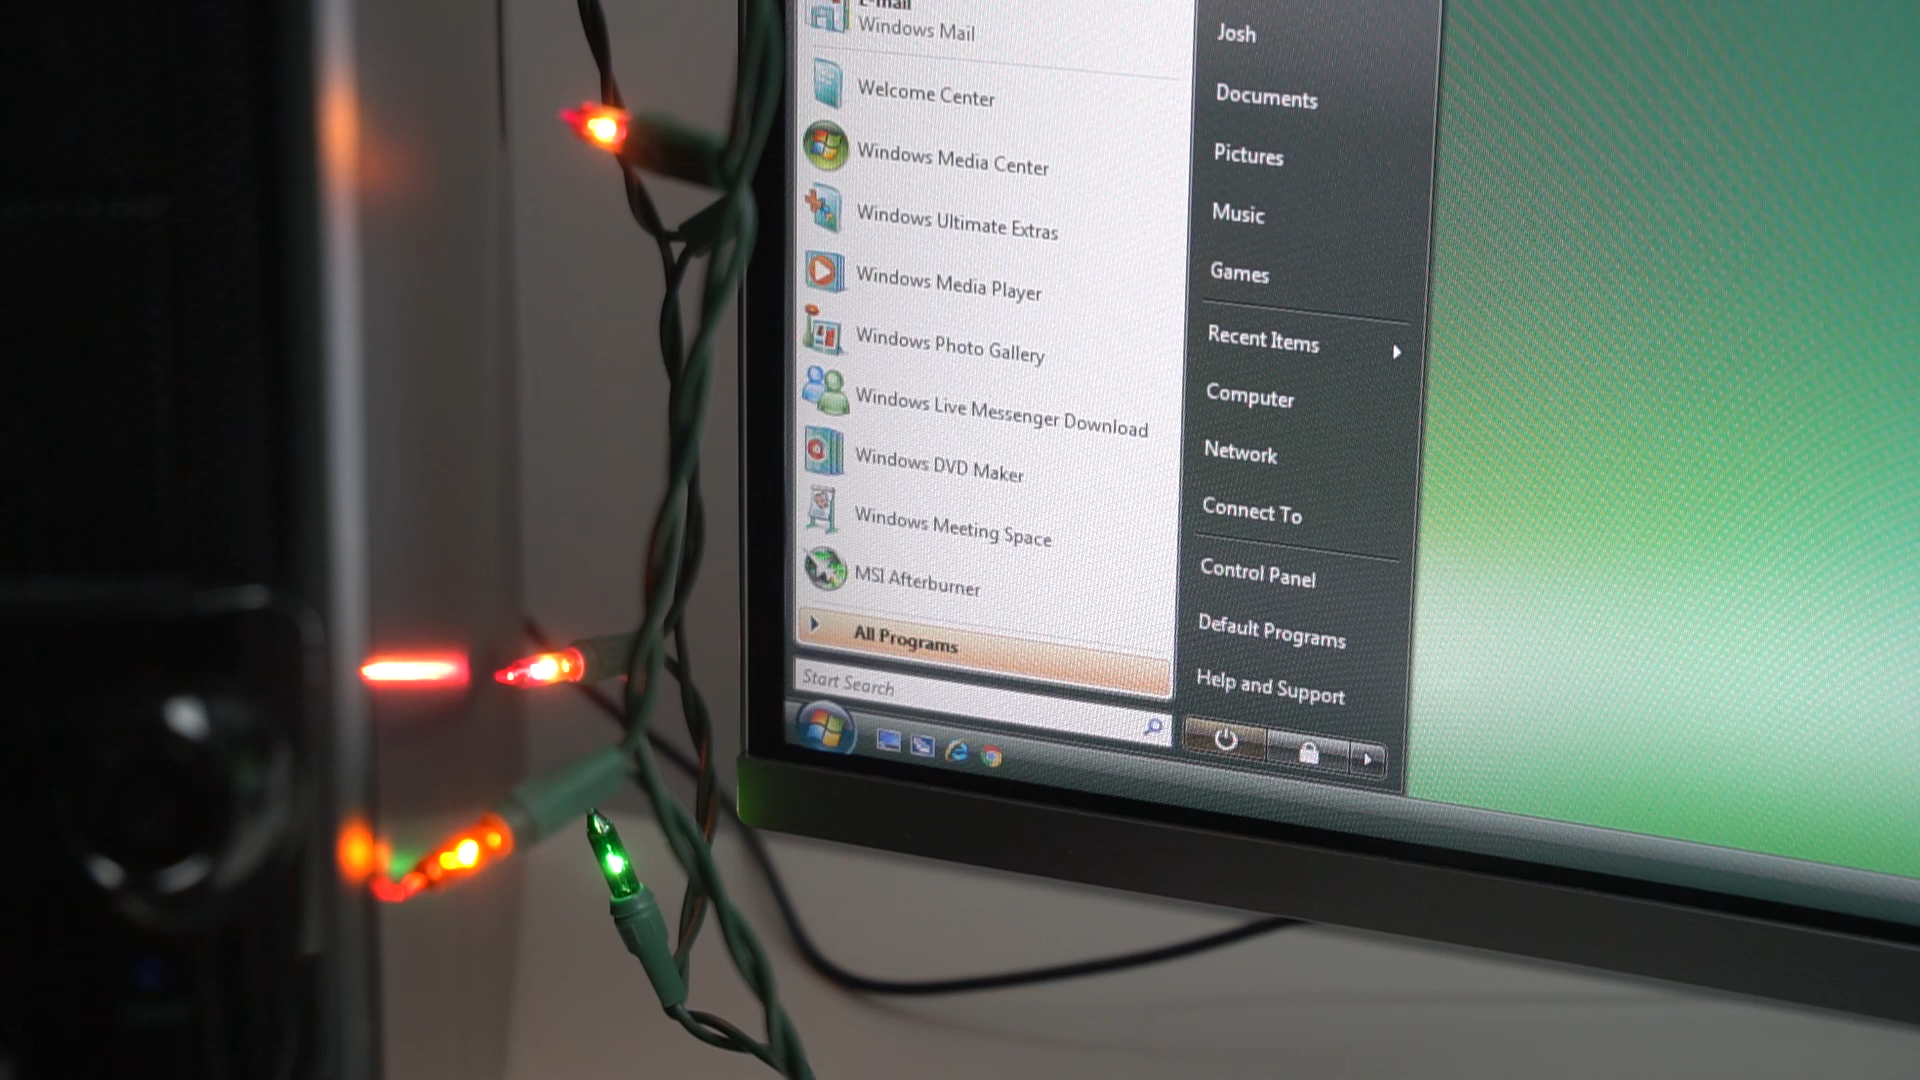 E-mail
Windows Mail
Welcome Center
Windows Media Center
Windows Ultimate Extras
Windows Media Player
Windows Photo Gallery
Windows Live Messenger Download
Windows DVD Maker
Windows Meeting Space
MSI Afterburner
All Programs
Start Search
Josh
Documents
Pictures
Music
Games
Recent Items
Computer
Network
Connect To
Control Panel
Default Programs
Help and Support